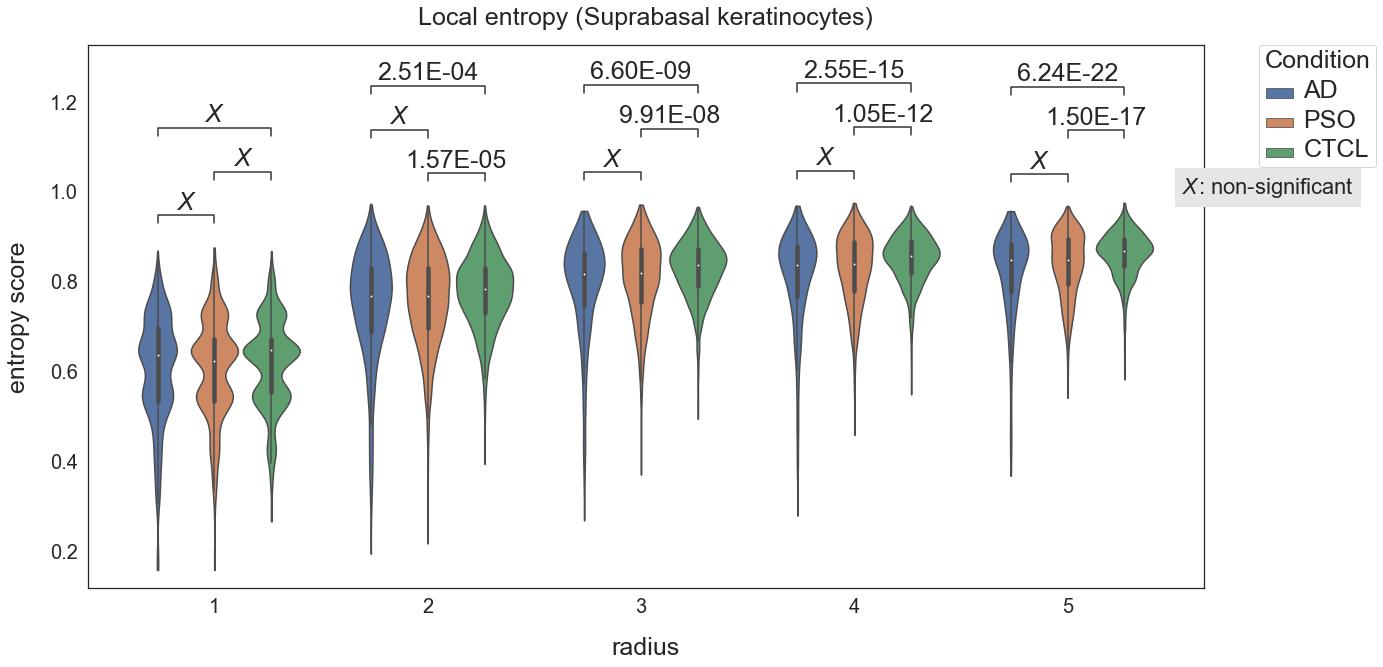 Local entropy (Suprabasal keratinocytes)
entropy score
1.2
1.0
0.8
0.6
0.4
0.2
X
X
X
2.51E-04
X
1.57E-05
6.60E-09
9.91E-08
X
2.55E-15
1.05E-12
X
6.24E-22
1.50E-17
X
1
2
3
4
5
radius
Condition
AD
PSO
CTCL
X: non-significant